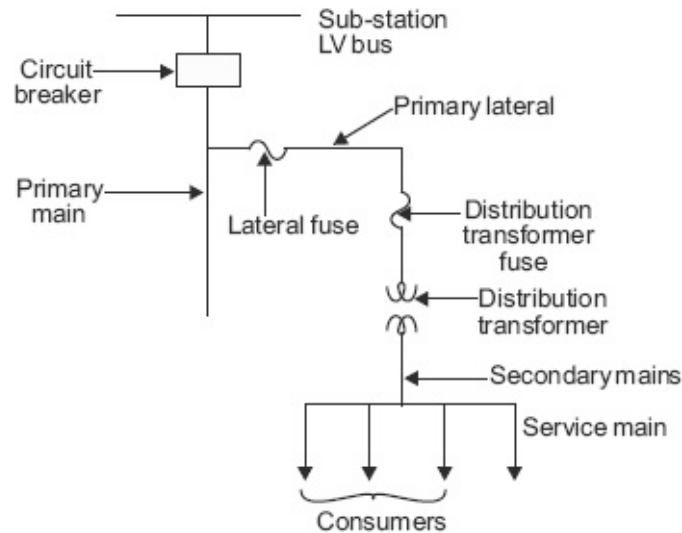 Sub-station
LV bus
Circuit
breaker
Primary lateral
Primary
main
Lateral fuse
Distribution
transformer
fuse
Distribution
transformer
Secondary mains
Service main
Consumers